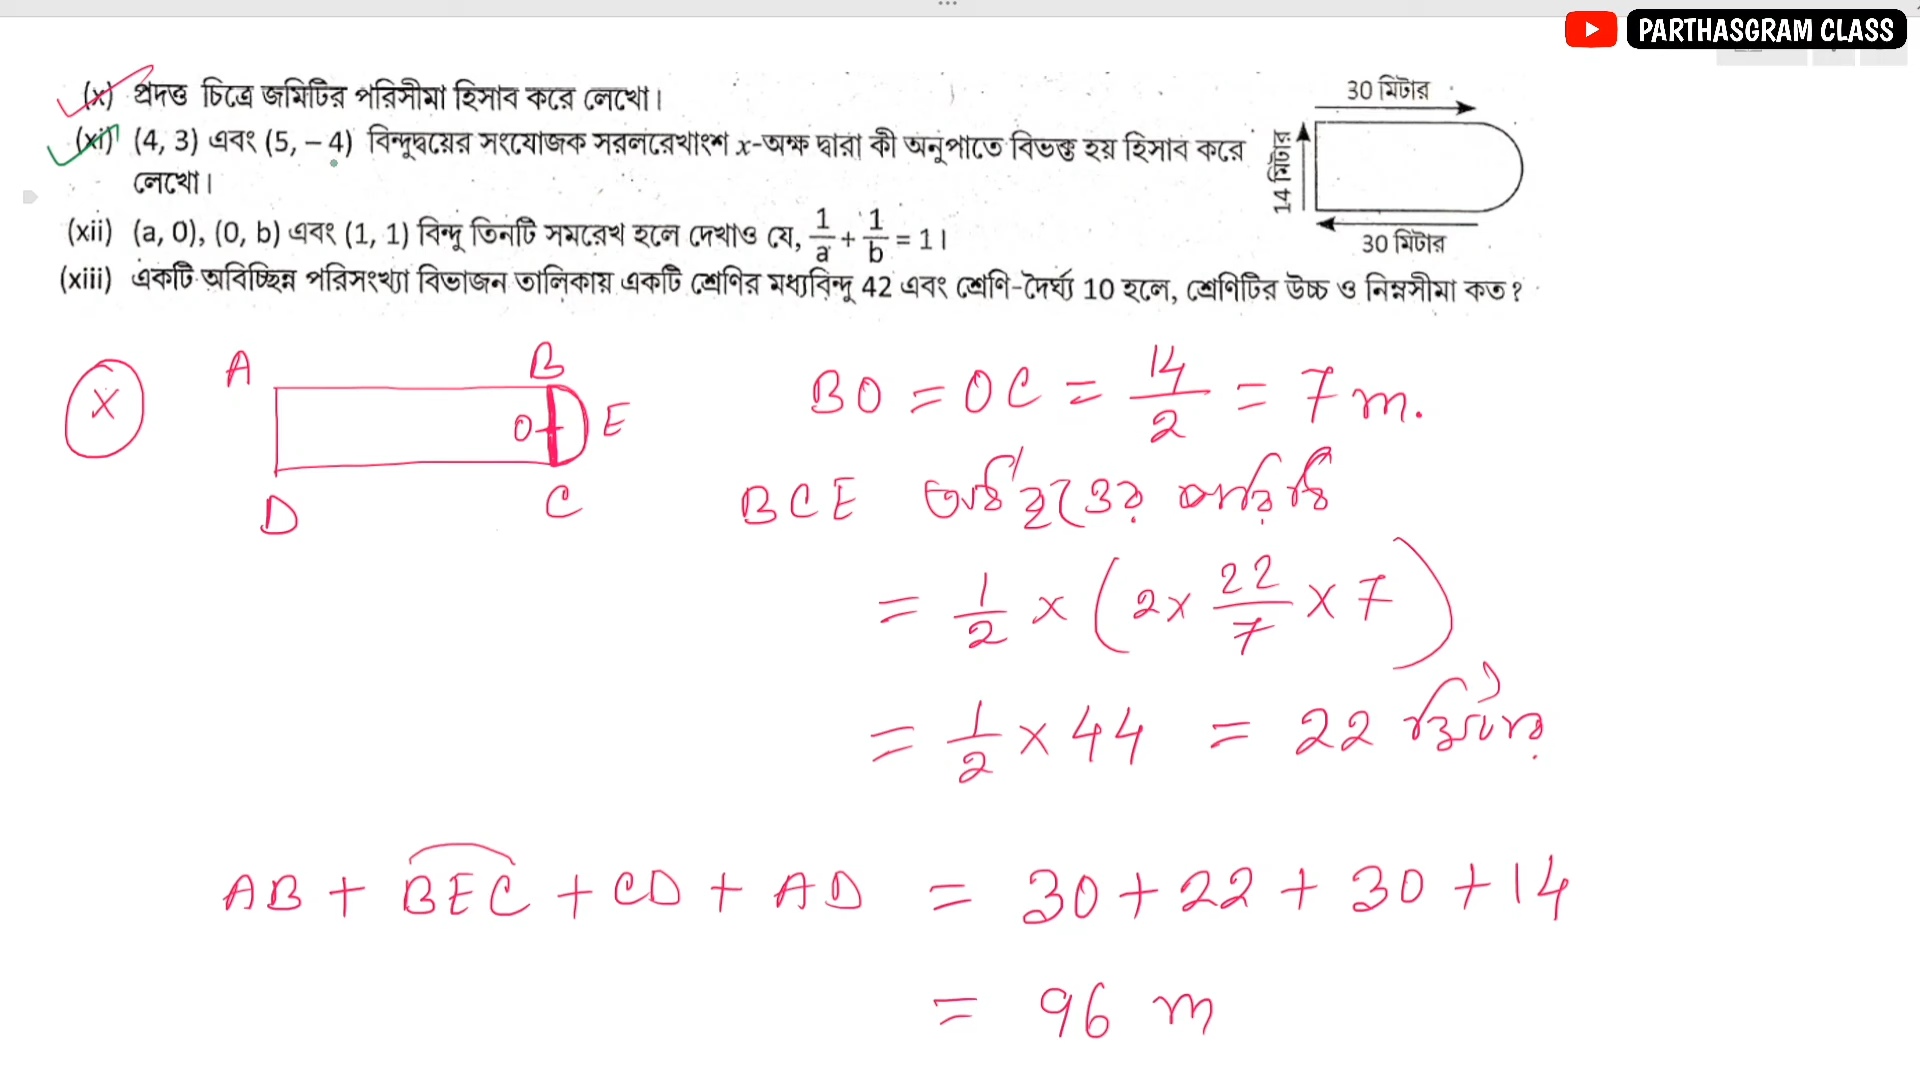 PARTHASGRAM CLASS
(x) প্রদত্ত চিত্রে জমিটির পরিসীমা হিসাব করে লেখো।
(xi) (4, 3) এবং (5, – 4) বিন্দুদ্বয়ের সংযোজক সরলরেখাংশ x-অক্ষ দ্বারা কী অনুপাতে বিভক্ত হয় হিসাব করে
লেখো।
(xii) (a, 0), (0, b) এবং (1, 1) বিন্দু তিনটি সমরেখ হলে দেখাও যে, 1/a + 1/b = 1।
(xiii) একটি অবিচ্ছিন্ন পরিসংখ্যা বিভাজন তালিকায় একটি শ্রেণির মধ্যবিন্দু 42 এবং শ্রেণি-দৈর্ঘ্য 10 হলে, শ্রেণিটির উচ্চ ও নিম্নসীমা কত?
30 মিটার
14 মিটার
30 মিটার
X
A B
O E
D C
BO = OC = 14/2 = 7 m.
BCE অর্ধবৃত্তের পরিধি
= 1/2 × (2 × 22/7 × 7)
= 1/2 × 44 = 22 মিটার
AB + BEC + CD + AD = 30 + 22 + 30 + 14
= 96 m